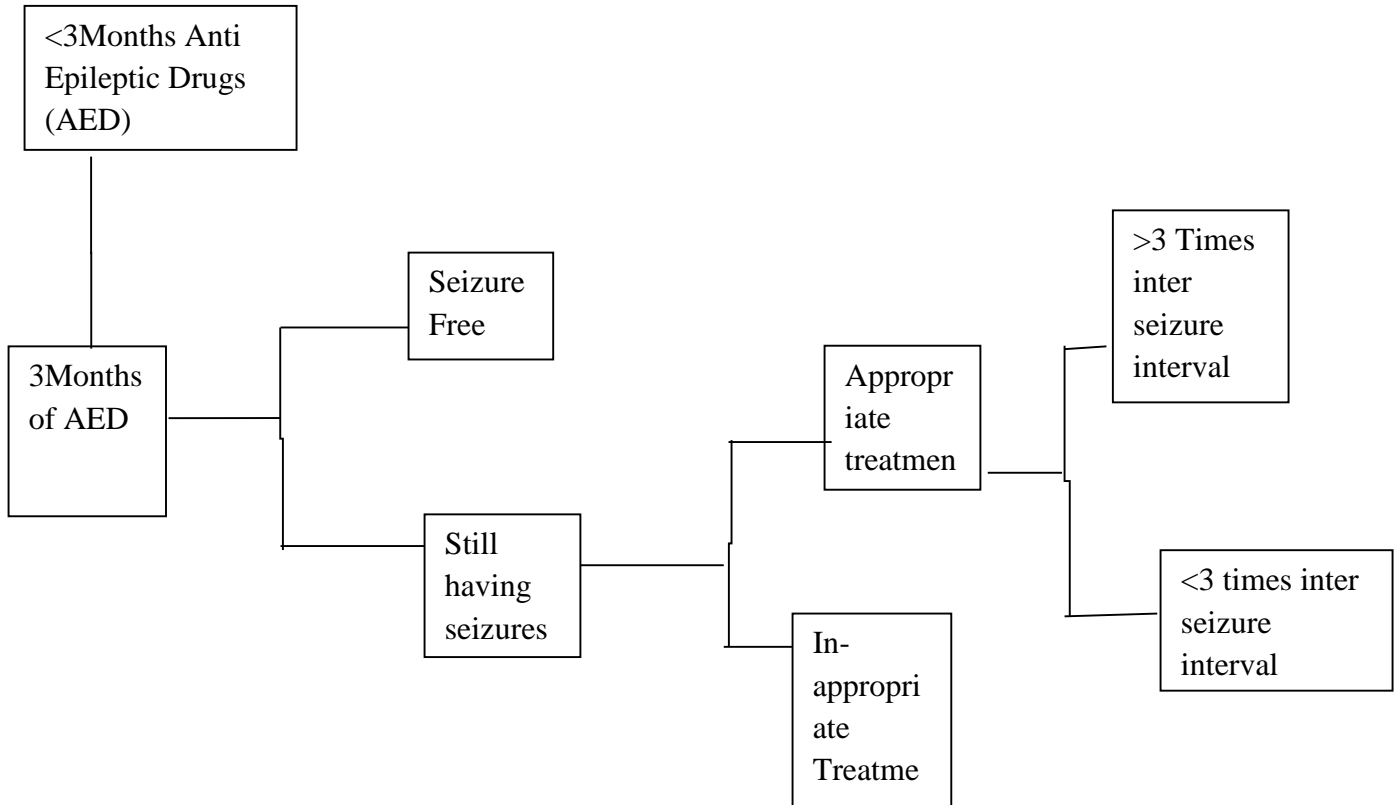 <3Months Anti
Epileptic Drugs
(AED)
3Months
of AED
Seizure
Free
Still
having
seizures
Appropr
iate
treatmen
In-
appropri
ate
Treatme
>3 Times
inter
seizure
interval
<3 times inter
seizure
interval